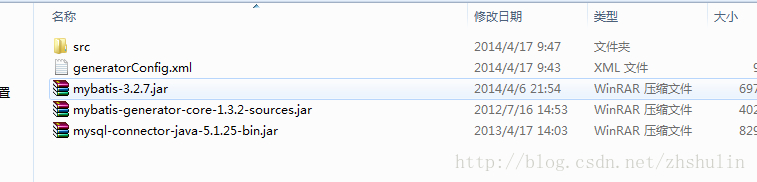 名称 修改日期 类型 大小
src 2014/4/17 9:47 文件夹
generatorConfig.xml 2014/4/17 9:43 XML 文件 9
置 mybatis-3.2.7.jar 2014/4/6 21:54 WinRAR 压缩文件 697
mybatis-generator-core-1.3.2-sources.jar 2012/7/16 14:53 WinRAR 压缩文件 402
mysql-connector-java-5.1.25-bin.jar 2013/4/17 14:03 WinRAR 压缩文件 829
http://blog.csdn.net/zhshulin